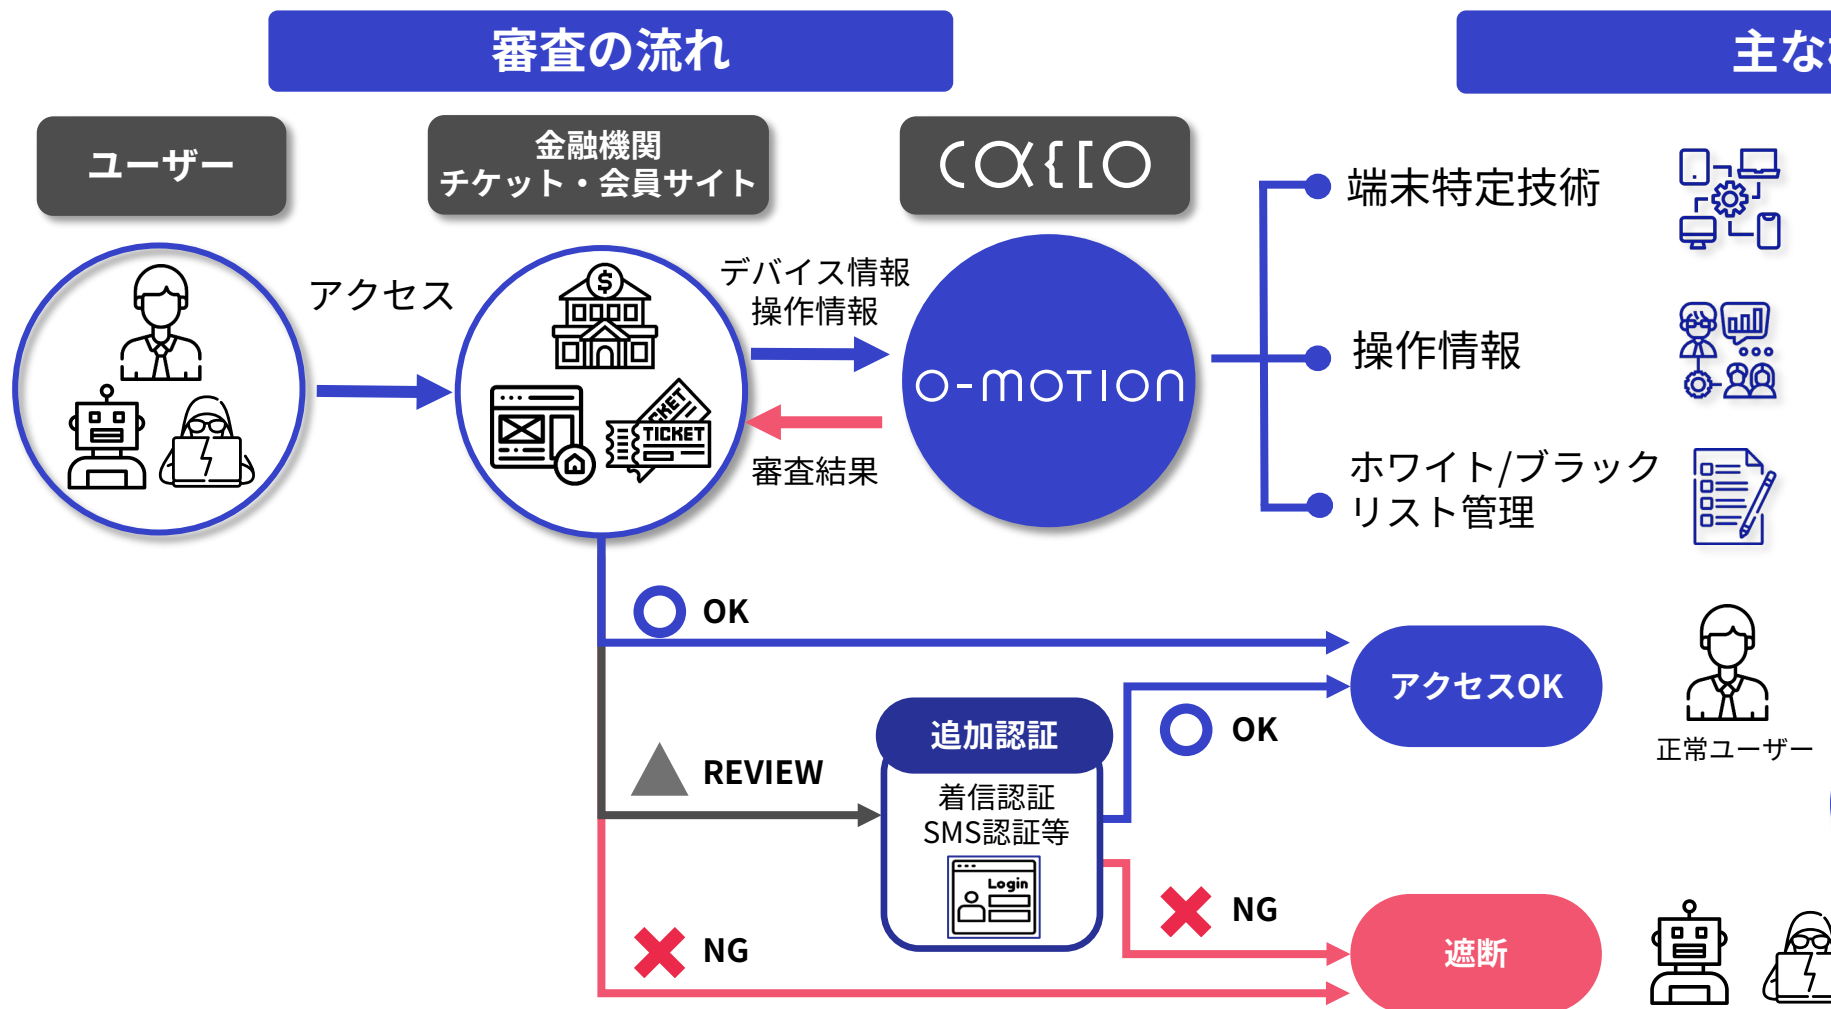 審査の流れ
主な
ユーザー
金融機関
チケット・会員サイト
CACCO
アクセス
デバイス情報
操作情報
審査結果
O-MOTION
TICKET
TICKET
端末特定技術
操作情報
ホワイト/ブラック
リスト管理
OK
アクセスOK
正常ユーザー
REVIEW
追加認証
着信認証
SMS認証等
Login
OK
NG
NG
遮断